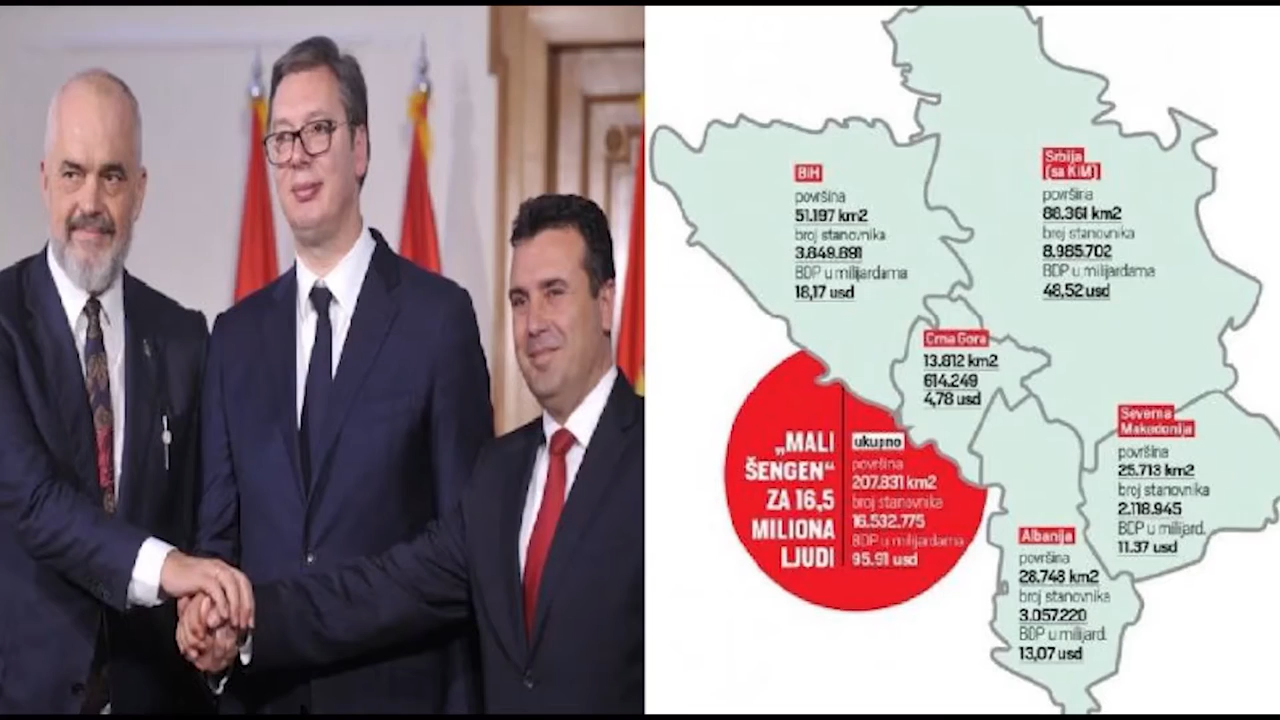 BiH
površina
51.197 km2
broj stanovnika
3.849.891
BDP u milijardama
18,17 usd
Srbija
(sa KiM)
površina
88.361 km2
broj stanovnika
8.985.702
BDP u milijardama
48,52 usd
Crna Gora
13.812 km2
614.249
4,78 usd
Severna
Makedonija
površina
25.713 km2
broj stanovnika
2.118.945
BDP u milijard.
11.37 usd
Albanija
površina
28.748 km2
broj stanovnika
3.057.220
BDP u milijard.
13,07 usd
„MALI
ŠENGEN“
ZA 16,5
MILIONA
LJUDI
ukupno
površina
207.831 km2
broj stanovnika
16.532.775
BDP u milijardama
95.91 usd